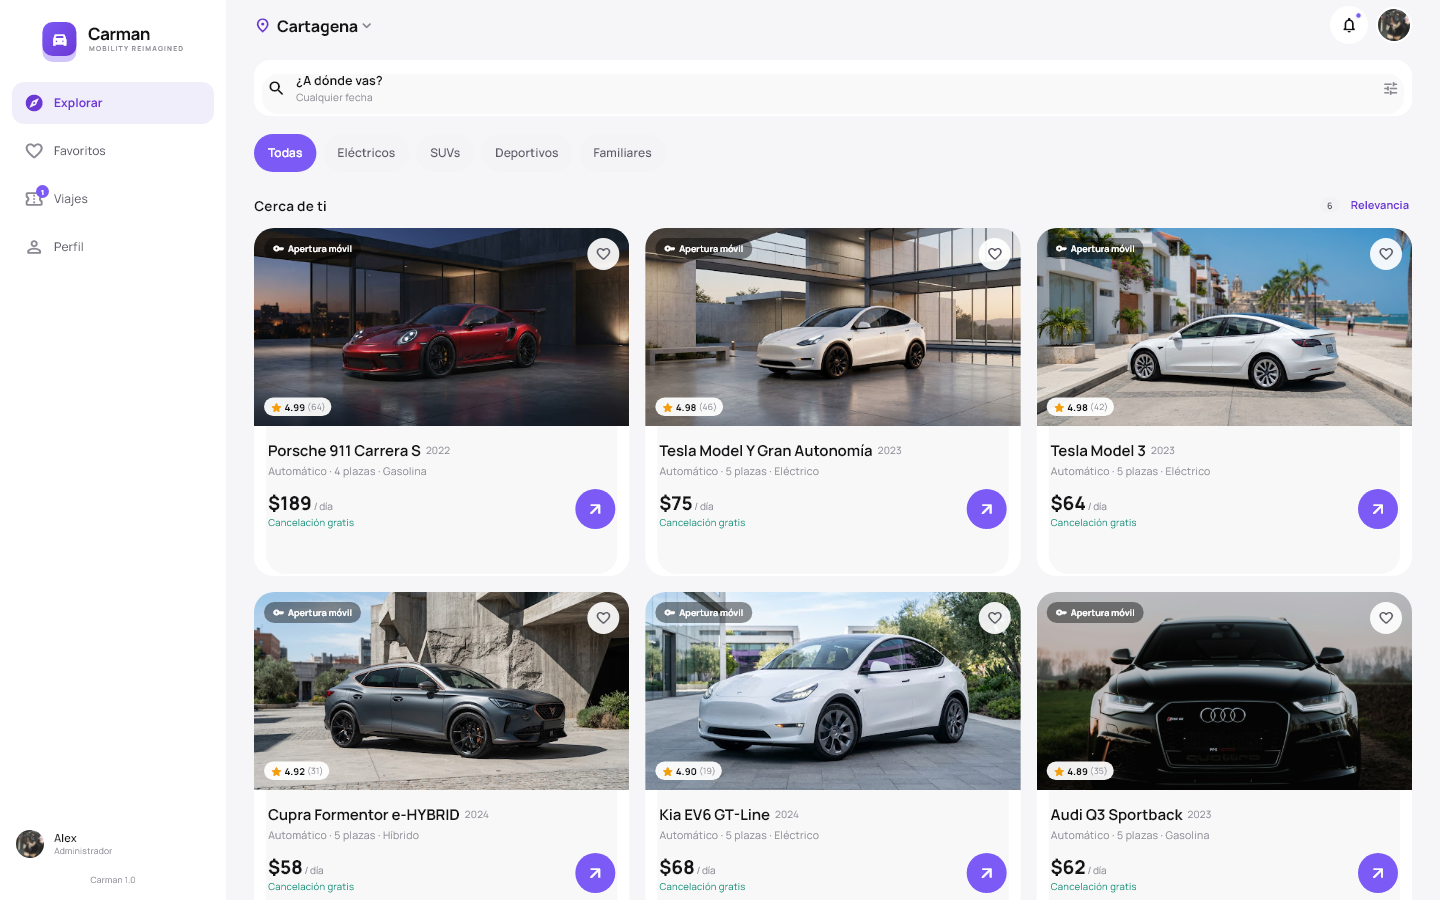 Carman
MOBILITY REIMAGINED
Explorar
Favoritos
1
Viajes
Perfil
Alex
Administrador
Carman 1.0
Cartagena
¿A dónde vas?
Cualquier fecha
Todas
Eléctricos
SUVs
Deportivos
Familiares
Cerca de ti
6
Relevancia
Apertura móvil
4.99 (64)
Porsche 911 Carrera S 2022
Automático · 4 plazas · Gasolina
$189 / día
Cancelación gratis
Apertura móvil
4.98 (46)
Tesla Model Y Gran Autonomía 2023
Automático · 5 plazas · Eléctrico
$75 / día
Cancelación gratis
Apertura móvil
4.98 (42)
Tesla Model 3 2023
Automático · 5 plazas · Eléctrico
$64 / día
Cancelación gratis
Apertura móvil
4.92 (31)
Cupra Formentor e-HYBRID 2024
Automático · 5 plazas · Híbrido
$58 / día
Cancelación gratis
Apertura móvil
4.90 (19)
Kia EV6 GT-Line 2024
Automático · 5 plazas · Eléctrico
$68 / día
Cancelación gratis
Apertura móvil
4.89 (35)
Audi Q3 Sportback 2023
Automático · 5 plazas · Gasolina
$62 / día
Cancelación gratis